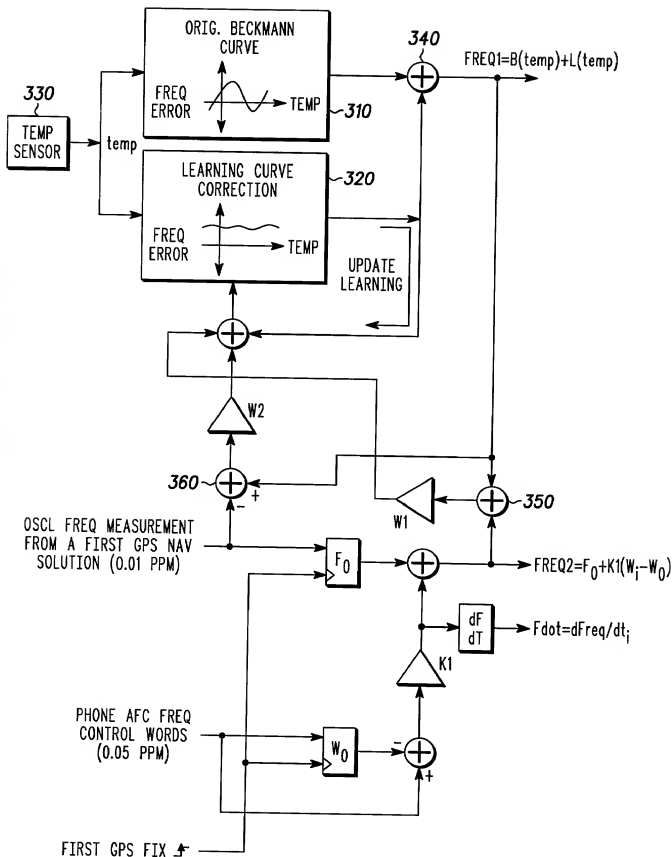 ORIG. BECKMANN
CURVE
FREQ
ERROR
TEMP
310
340
FREQ1=B(temp)+L(temp)
330
TEMP
SENSOR
temp
320
LEARNING CURVE
CORRECTION
FREQ
ERROR
TEMP
UPDATE
LEARNING
W2
360
- +
350
W1
OSCL FREQ MEASUREMENT
FROM A FIRST GPS NAV
SOLUTION (0.01 PPM)
F0
FREQ2=F0+K1(Wi-W0)
dF
dT
Fdot=dFreq/dti
K1
PHONE AFC FREQ
CONTROL WORDS
(0.05 PPM)
W0
-
+
FIRST GPS FIX